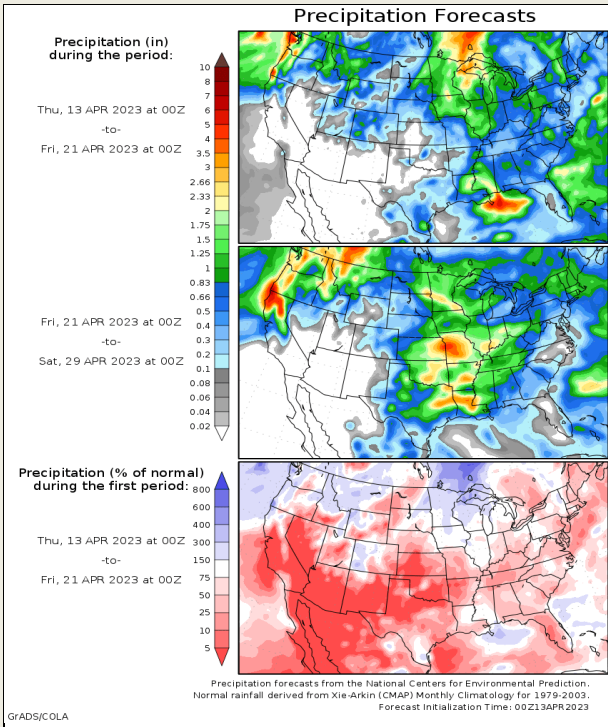 Precipitation Forecasts
Precipitation (in)
during the period:
Thu, 13 APR 2023 at 00Z
-to-
Fri, 21 APR 2023 at 00Z
10
8
7
6
5
4
3.5
3
2.66
2.33
2
1.75
1.5
1.25
1
0.83
0.66
0.5
0.4
0.3
0.2
0.1
0.08
0.06
0.04
0.02
Fri, 21 APR 2023 at 00Z
-to-
Sat, 29 APR 2023 at 00Z
Precipitation (% of normal)
during the first period:
Thu, 13 APR 2023 at 00Z
-to-
Fri, 21 APR 2023 at 00Z
800
600
400
300
150
75
50
25
10
5
Precipitation forecasts from the National Centers for Environmental Prediction.
Normal rainfall derived from Xie-Arkin (CMAP) Monthly Climatology for 1979-2003.
Forecast Initialization Time: 00Z13APR2023
GrADS/COLA